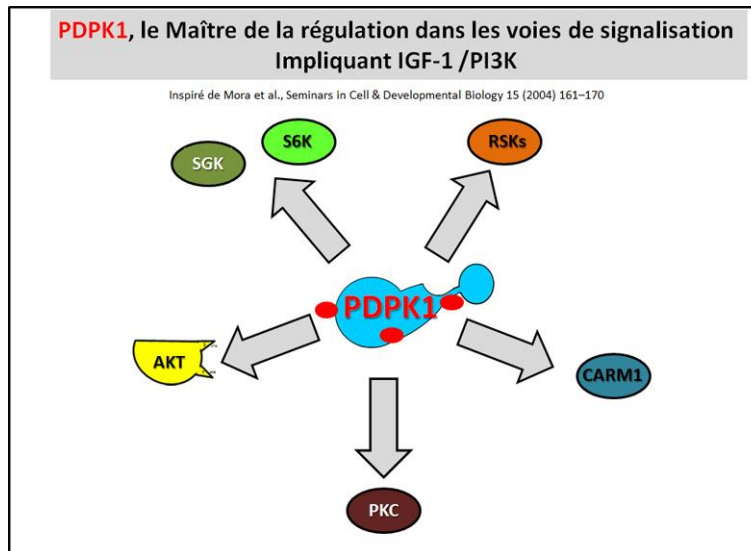 PDPK1, le Maître de la régulation dans les voies de signalisation
Impliquant IGF-1 /PI3K
Inspiré de Mora et al., Seminars in Cell & Developmental Biology 15 (2004) 161–170
S6K
RSKs
SGK
PDPK1
AKT
CARM1
PKC